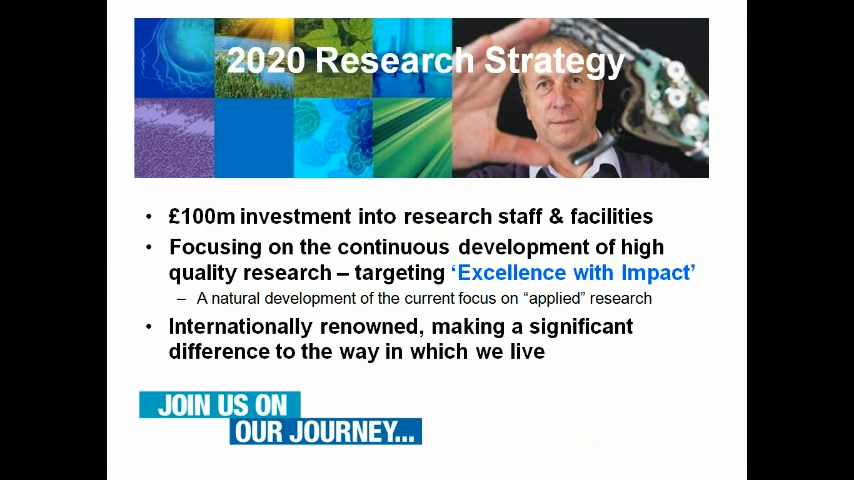 2020 Research Strategy
• £100m investment into research staff & facilities
• Focusing on the continuous development of high
quality research – targeting ‘Excellence with Impact’
– A natural development of the current focus on “applied” research
• Internationally renowned, making a significant
difference to the way in which we live
JOIN US ON
OUR JOURNEY...